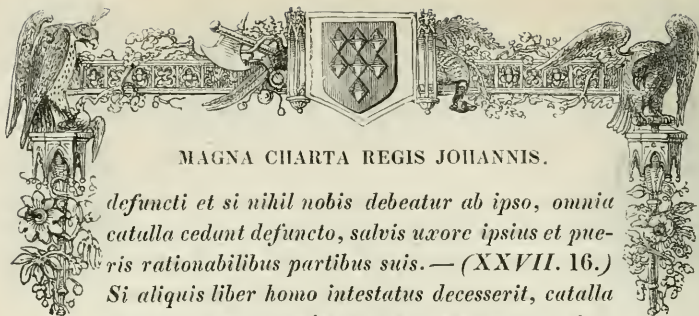 MAGNA CHARTA REGIS JOHANNIS.
defuncti et si nihil nobis debeatur ab ipso, omnia
catalla cedant defuncto, salvis uxore ipsius et pue-
ris rationabilibus partibus suis.— (XXVII. 16.)
Si aliquis liber homo intestatus decesserit, catalla